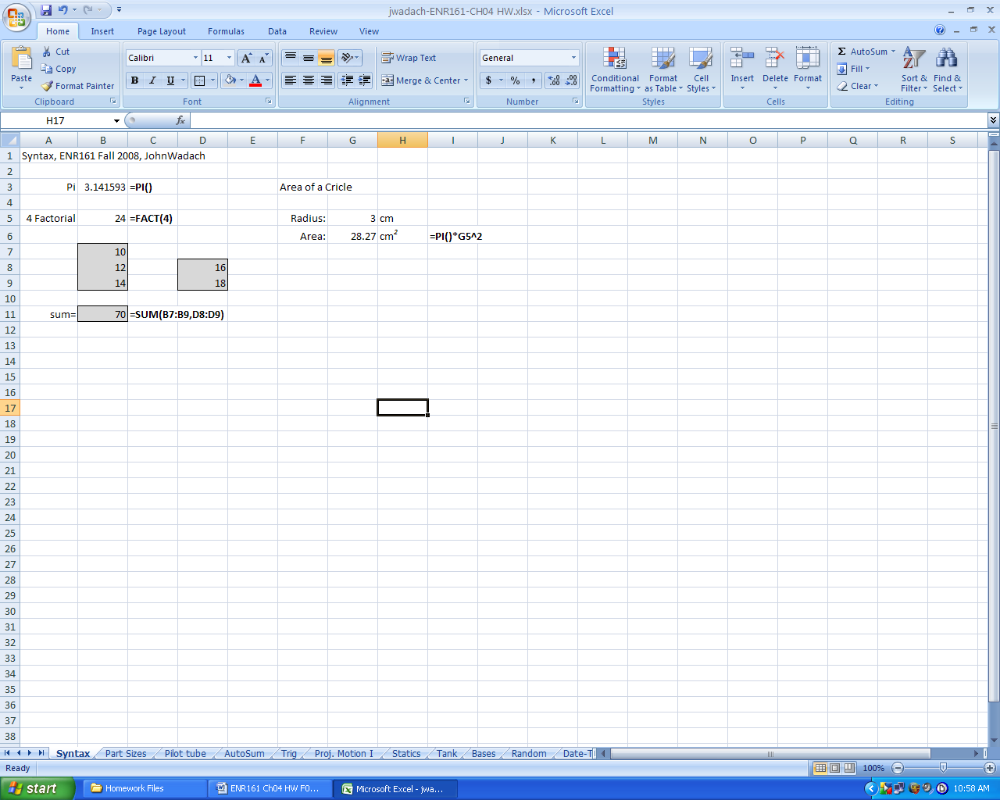 jwadach-ENR161-CH04 HW.xlsx - Microsoft Excel
Home Insert Page Layout Formulas Data Review View
Paste
Cut
Copy
Format Painter
Clipboard
Calibri 11
B I U
Font
Wrap Text
Merge & Center
Alignment
General
$ % ,
Number
Conditional Formatting
Format as Table
Cell Styles
Styles
Insert Delete Format
Cells
Σ AutoSum
Fill
Clear
Sort & Filter
Find & Select
Editing
H17 fx
A B C D E F G H I J K L M N O P Q R S
1 Syntax, ENR161 Fall 2008, JohnWadach
2
3 Pi 3.141593 =PI() Area of a Cricle
4
5 4 Factorial 24 =FACT(4) Radius: 3 cm
6 Area: 28.27 cm² =PI()*G5^2
7 10
8 12 16
9 14 18
10
11 sum= 70 =SUM(B7:B9,D8:D9)
12
13
14
15
16
17
18
19
20
21
22
23
24
25
26
27
28
29
30
31
32
33
34
35
36
37
38
Syntax Part Sizes Pilot tube AutoSum Trig Proj. Motion I Statics Tank Bases Random Date-T
Ready 100%
start Homework Files ENR161 Ch04 HW F0... Microsoft Excel - jwa... 10:58 AM